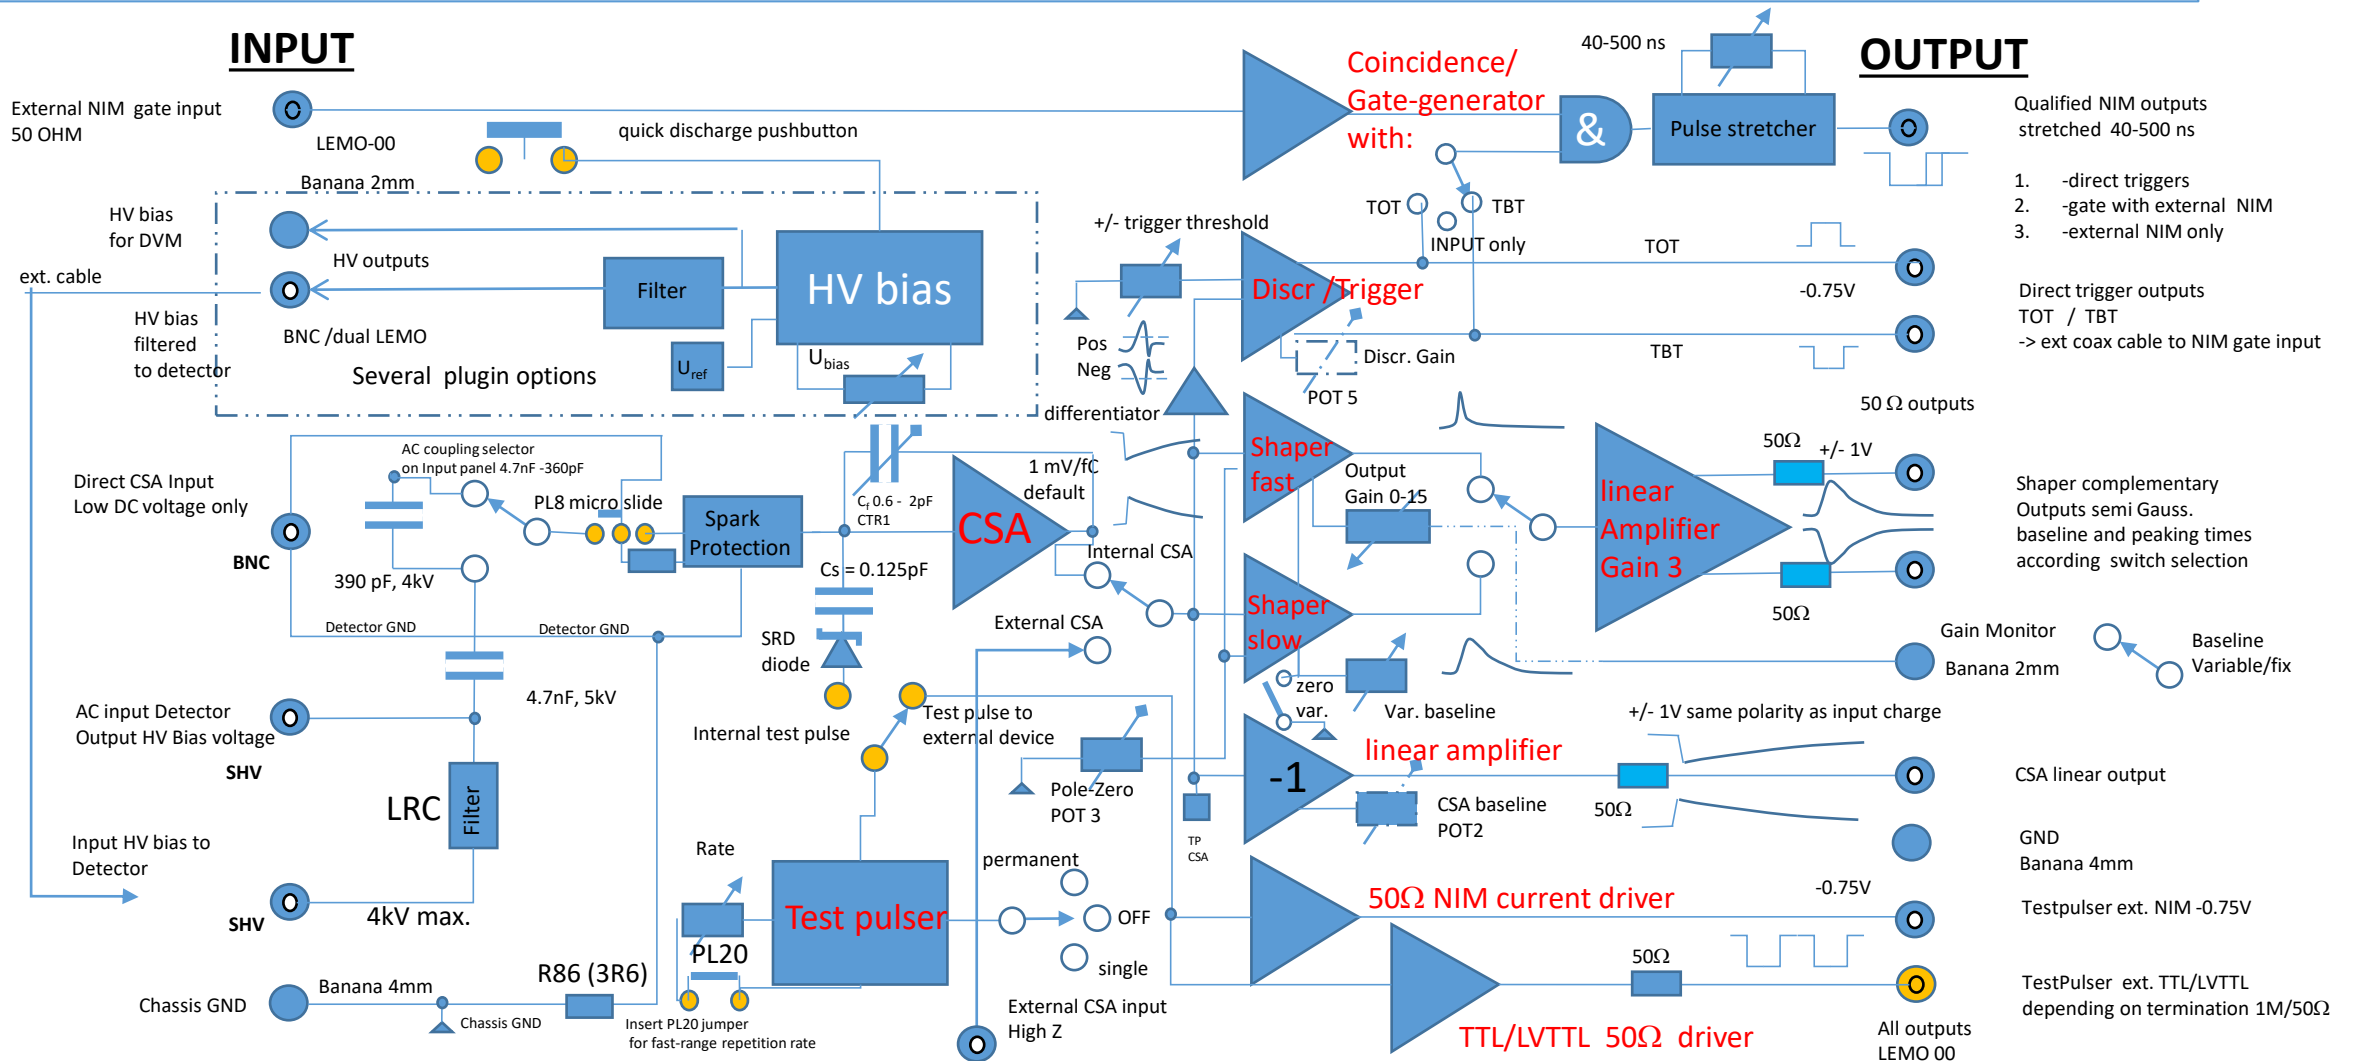 INPUT
OUTPUT
External NIM gate input
50 OHM
LEMO-00
quick discharge pushbutton
Coincidence/
Gate-generator
with:
40-500 ns
&
Pulse stretcher
Qualified NIM outputs
stretched 40-500 ns
1. -direct triggers
2. -gate with external NIM
3. -external NIM only
Banana 2mm
HV bias
for DVM
HV outputs
ext. cable
HV bias
filtered
to detector
BNC /dual LEMO
Several plugin options
Filter
HV bias
Uref
Ubias
+/- trigger threshold
TOT
TBT
INPUT only
Discr /Trigger
TOT
-0.75V
TBT
Direct trigger outputs
TOT / TBT
-> ext coax cable to NIM gate input
Pos
Neg
Discr. Gain
POT 5
differentiator
50 Ω outputs
Direct CSA Input
Low DC voltage only
BNC
AC coupling selector
on Input panel 4.7nF -360pF
PL8 micro slide
390 pF, 4kV
Spark
Protection
Cf 0.6 - 2pF
CTR1
1 mV/fC
default
CSA
Internal CSA
Cs = 0.125pF
SRD
diode
External CSA
Shaper
fast
Output
Gain 0-15
Shaper
slow
linear
Amplifier
Gain 3
50Ω
+/- 1V
50Ω
Shaper complementary
Outputs semi Gauss.
baseline and peaking times
according switch selection
Detector GND
Detector GND
4.7nF, 5kV
AC input Detector
Output HV Bias voltage
SHV
LRC
Filter
Input HV bias to
Detector
SHV
4kV max.
Internal test pulse
Test pulse to
external device
zero
var.
Var. baseline
Gain Monitor
Banana 2mm
Baseline
Variable/fix
+/- 1V same polarity as input charge
linear amplifier
-1
Pole-Zero
POT 3
TP
CSA
CSA baseline
POT2
50Ω
CSA linear output
GND
Banana 4mm
Rate
PL20
Test pulser
permanent
OFF
single
50Ω NIM current driver
-0.75V
Testpulser ext. NIM -0.75V
50Ω
TestPulser ext. TTL/LVTTL
depending on termination 1M/50Ω
TTL/LVTTL 50Ω driver
All outputs
LEMO 00
Chassis GND
Banana 4mm
Chassis GND
R86 (3R6)
Insert PL20 jumper
for fast-range repetition rate
External CSA input
High Z